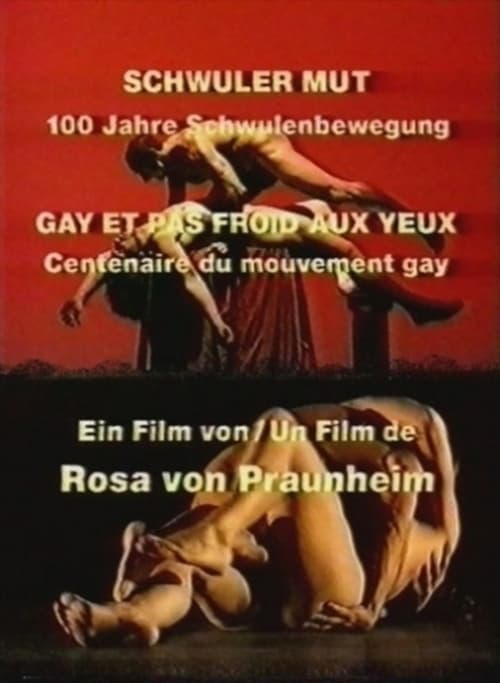 SCHWULER MUT
100 Jahre Schwulenbewegung
GAY ET PAS FROID AUX YEUX
Centenaire du mouvement gay
Ein Film von / Un Film de
Rosa von Praunheim